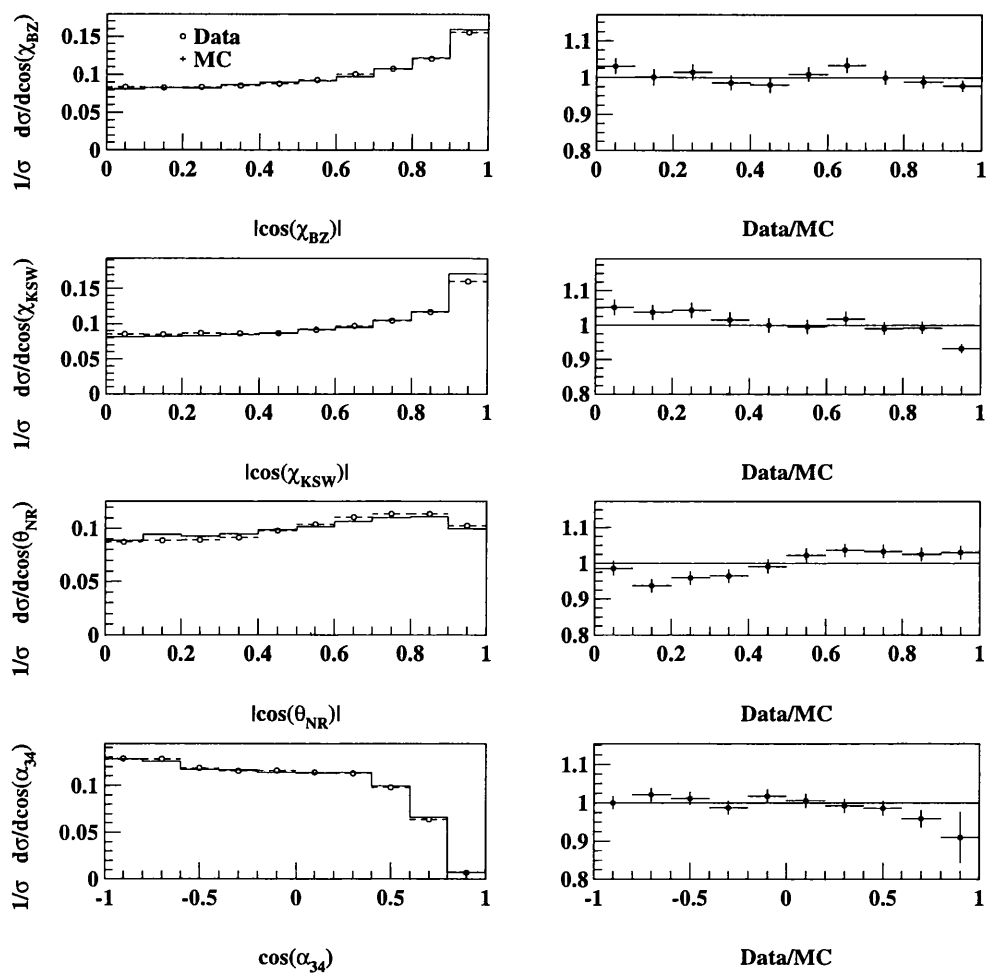 1/σ dσ/dcos(χBZ)
0.15
0.1
0.05
0
Data
MC
0 0.2 0.4 0.6 0.8 1
|cos(χBZ)|
1.1
1
0.9
0.8
0 0.2 0.4 0.6 0.8 1
Data/MC
1/σ dσ/dcos(χKSW)
0.15
0.1
0.05
0
0 0.2 0.4 0.6 0.8 1
|cos(χKSW)|
1.1
1
0.9
0.8
0 0.2 0.4 0.6 0.8 1
Data/MC
1/σ dσ/dcos(θNR)
0.1
0.05
0
0 0.2 0.4 0.6 0.8 1
|cos(θNR)|
1.1
1
0.9
0.8
0 0.2 0.4 0.6 0.8 1
Data/MC
1/σ dσ/dcos(α34)
0.1
0.05
0
-1 -0.5 0 0.5 1
cos(α34)
1.1
1
0.9
0.8
-1 -0.5 0 0.5 1
Data/MC